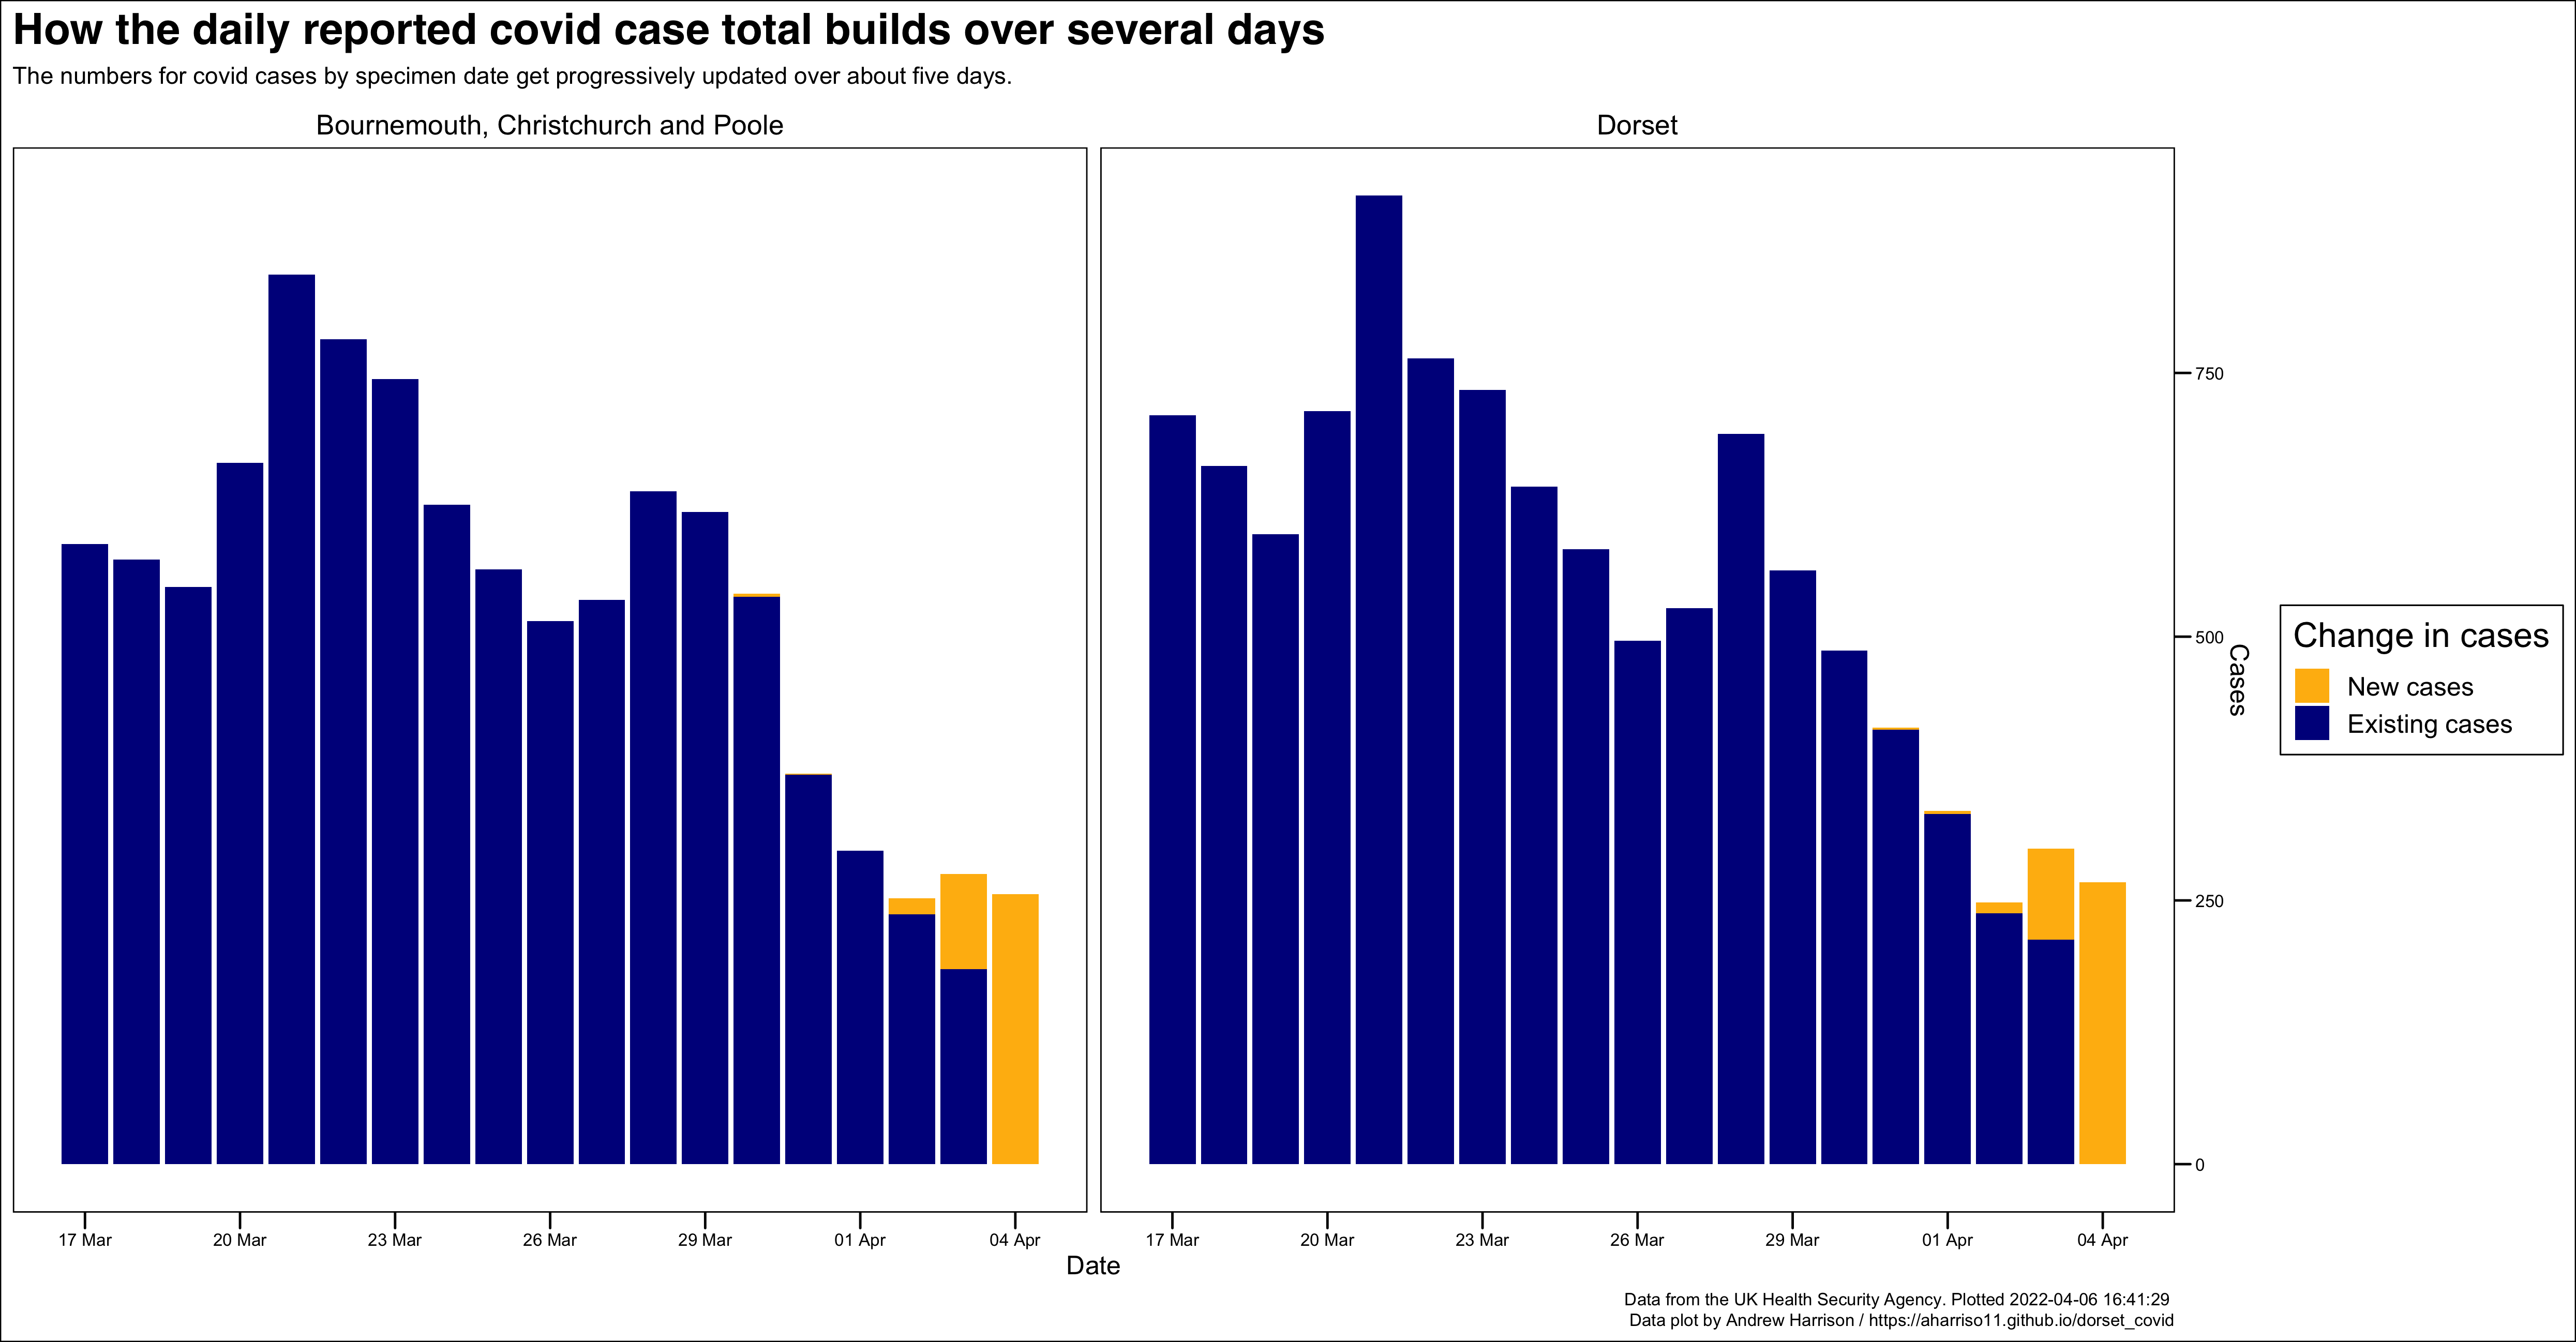 How the daily reported covid case total builds over several days
The numbers for covid cases by specimen date get progressively updated over about five days.
Bournemouth, Christchurch and Poole
Dorset
750
500
250
0
Cases
Change in cases
New cases
Existing cases
17 Mar
20 Mar
23 Mar
26 Mar
29 Mar
01 Apr
04 Apr
17 Mar
20 Mar
23 Mar
26 Mar
29 Mar
01 Apr
04 Apr
Date
Data from the UK Health Security Agency. Plotted 2022-04-06 16:41:29
Data plot by Andrew Harrison / https://aharriso11.github.io/dorset_covid